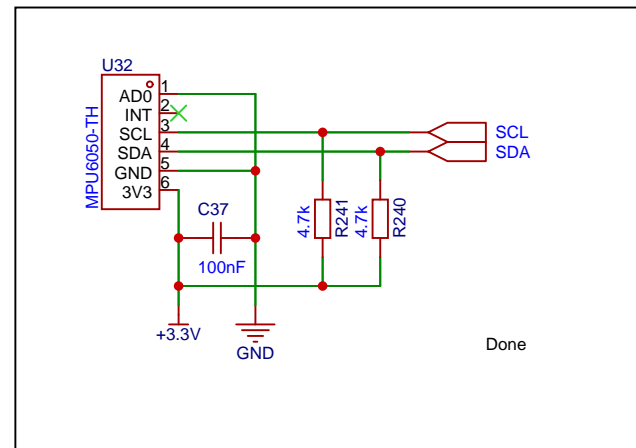 U32
MPU6050-TH
AD0 1
INT 2
SCL 3
SDA 4
GND 5
3V3 6
SCL
SDA
C37
100nF
4.7k
R241
4.7k
R240
+3.3V
GND
Done